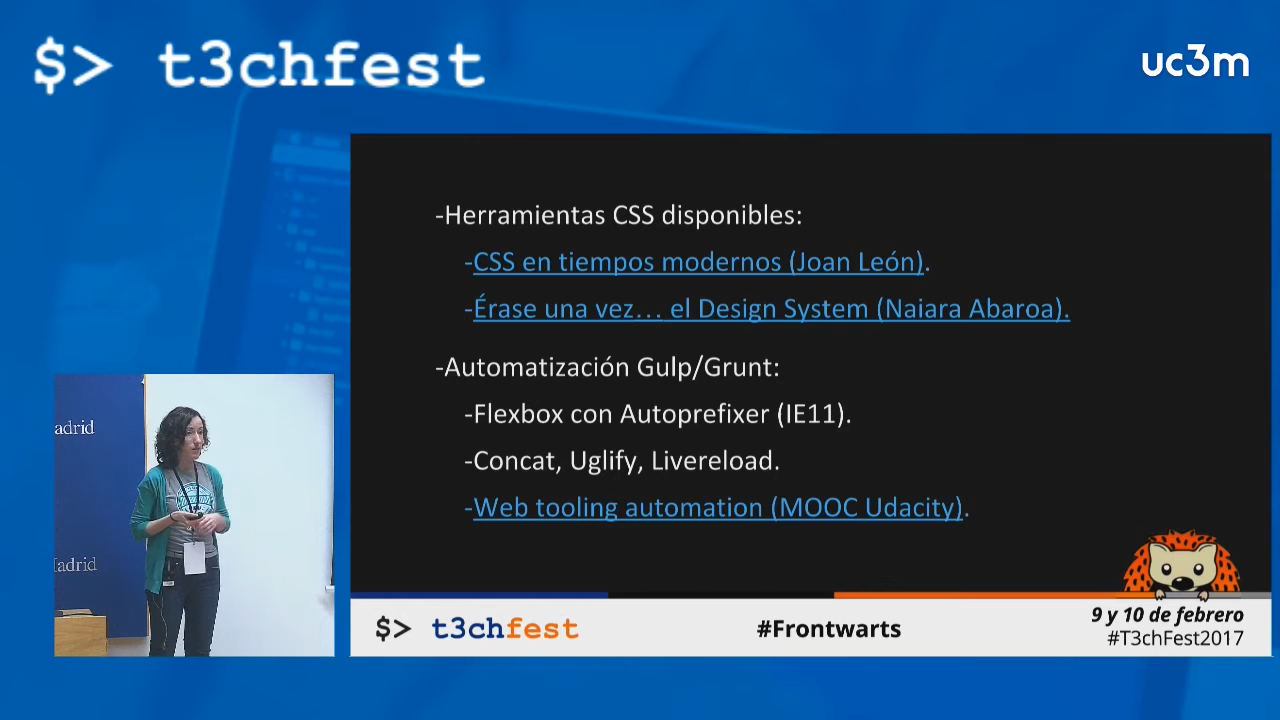 $> t3chfest
uc3m
-Herramientas CSS disponibles:
-CSS en tiempos modernos (Joan León).
-Érase una vez... el Design System (Naiara Abaroa).
-Automatización Gulp/Grunt:
-Flexbox con Autoprefixer (IE11).
-Concat, Uglify, Livereload.
-Web tooling automation (MOOC Udacity).
adrid
adrid
$> t3chfest
#Frontwarts
9 y 10 de febrero
#T3chFest2017